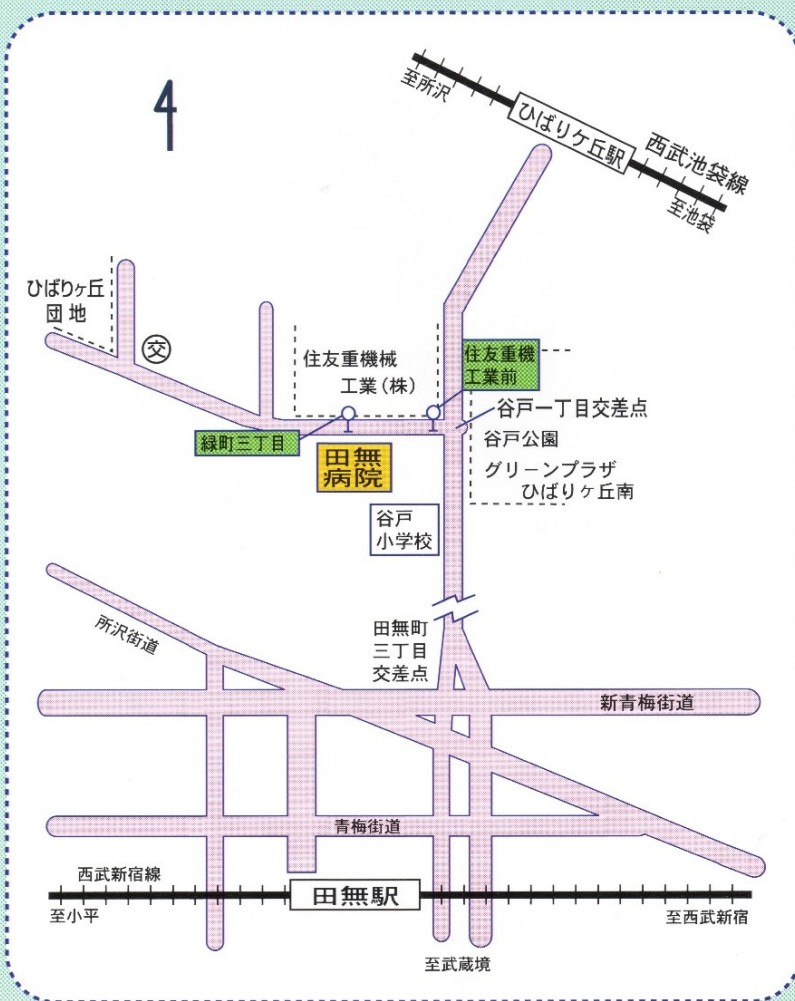 至所沢
ひばりケ丘駅
西武池袋線
至池袋
ひばりヶ丘
団地
交
住友重機械
工業(株)
住友重機
工業前
谷戸一丁目交差点
谷戸公園
グリーンプラザ
ひばりヶ丘南
緑町三丁目
田無
病院
谷戸
小学校
所沢街道
田無町
三丁目
交差点
新青梅街道
青梅街道
西武新宿線
田無駅
至小平
至西武新宿
至武蔵境